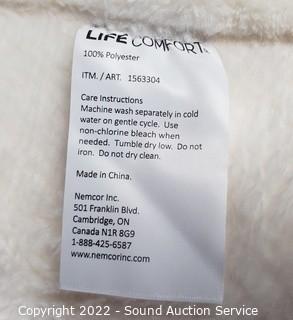 LIFE COMFORT
100% Polyester
ITM. / ART. 1563304
Care Instructions
Machine wash separately in cold
water on gentle cycle. Use
non-chlorine bleach when
needed. Tumble dry low. Do not
iron. Do not dry clean.
Made in China.
Nemcor Inc.
501 Franklin Blvd.
Cambridge, ON
Canada N1R 8G9
1-888-425-6587
www.nemcorinc.com
Copyright 2022 - Sound Auction Service